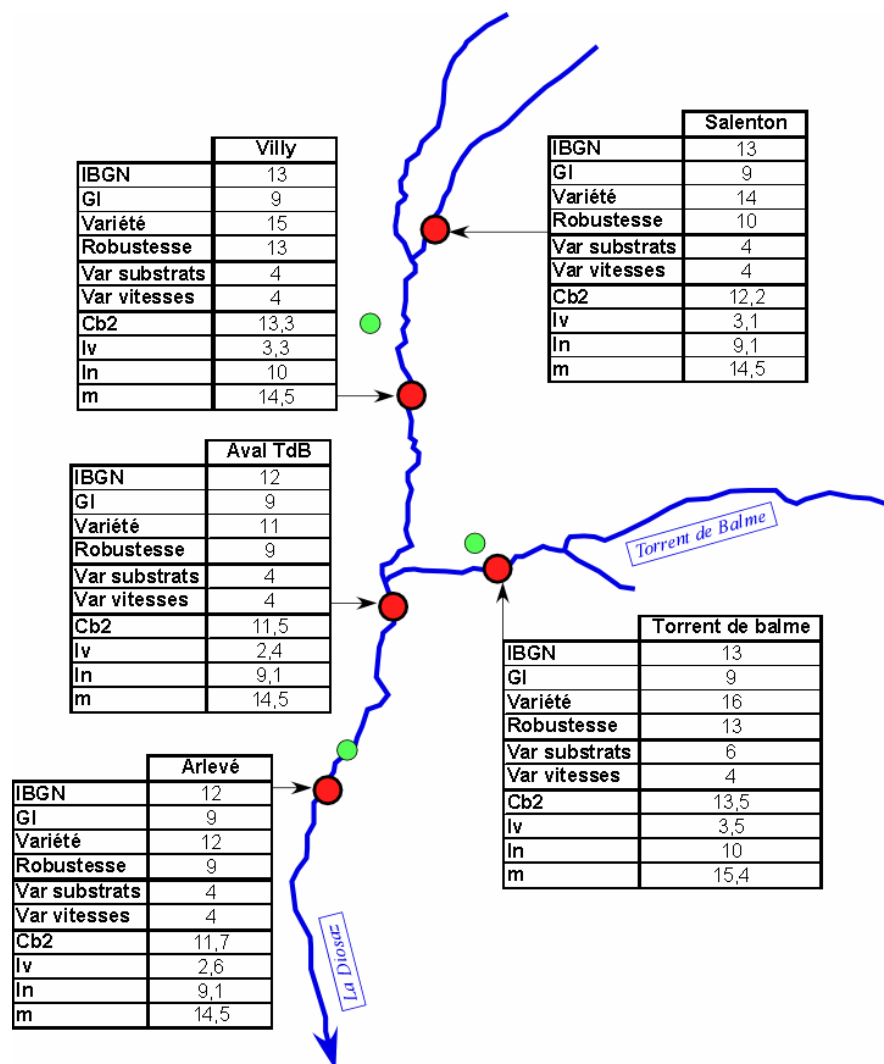 Villy
IBGN 13
GI 9
Variété 15
Robustesse 13
Var substrats 4
Var vitesses 4
Cb2 13,3
Iv 3,3
In 10
m 14,5
Salenton
IBGN 13
GI 9
Variété 14
Robustesse 10
Var substrats 4
Var vitesses 4
Cb2 12,2
Iv 3,1
In 9,1
m 14,5
Aval TdB
IBGN 12
GI 9
Variété 11
Robustesse 9
Var substrats 4
Var vitesses 4
Cb2 11,5
Iv 2,4
In 9,1
m 14,5
Torrent de Balme
Torrent de balme
IBGN 13
GI 9
Variété 16
Robustesse 13
Var substrats 6
Var vitesses 4
Cb2 13,5
Iv 3,5
In 10
m 15,4
Arlevé
IBGN 12
GI 9
Variété 12
Robustesse 9
Var substrats 4
Var vitesses 4
Cb2 11,7
Iv 2,6
In 9,1
m 14,5
La Diosaz